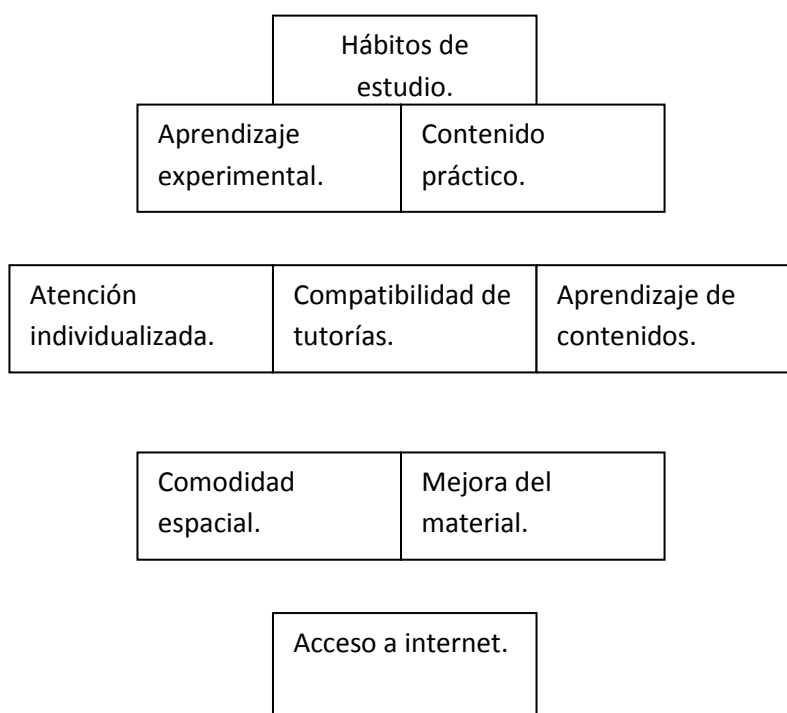 Hábitos de
estudio.
Aprendizaje
experimental.
Contenido
práctico.
Atención
individualizada.
Compatibilidad de
tutorías.
Aprendizaje de
contenidos.
Comodidad
espacial.
Mejora del
material.
Acceso a internet.